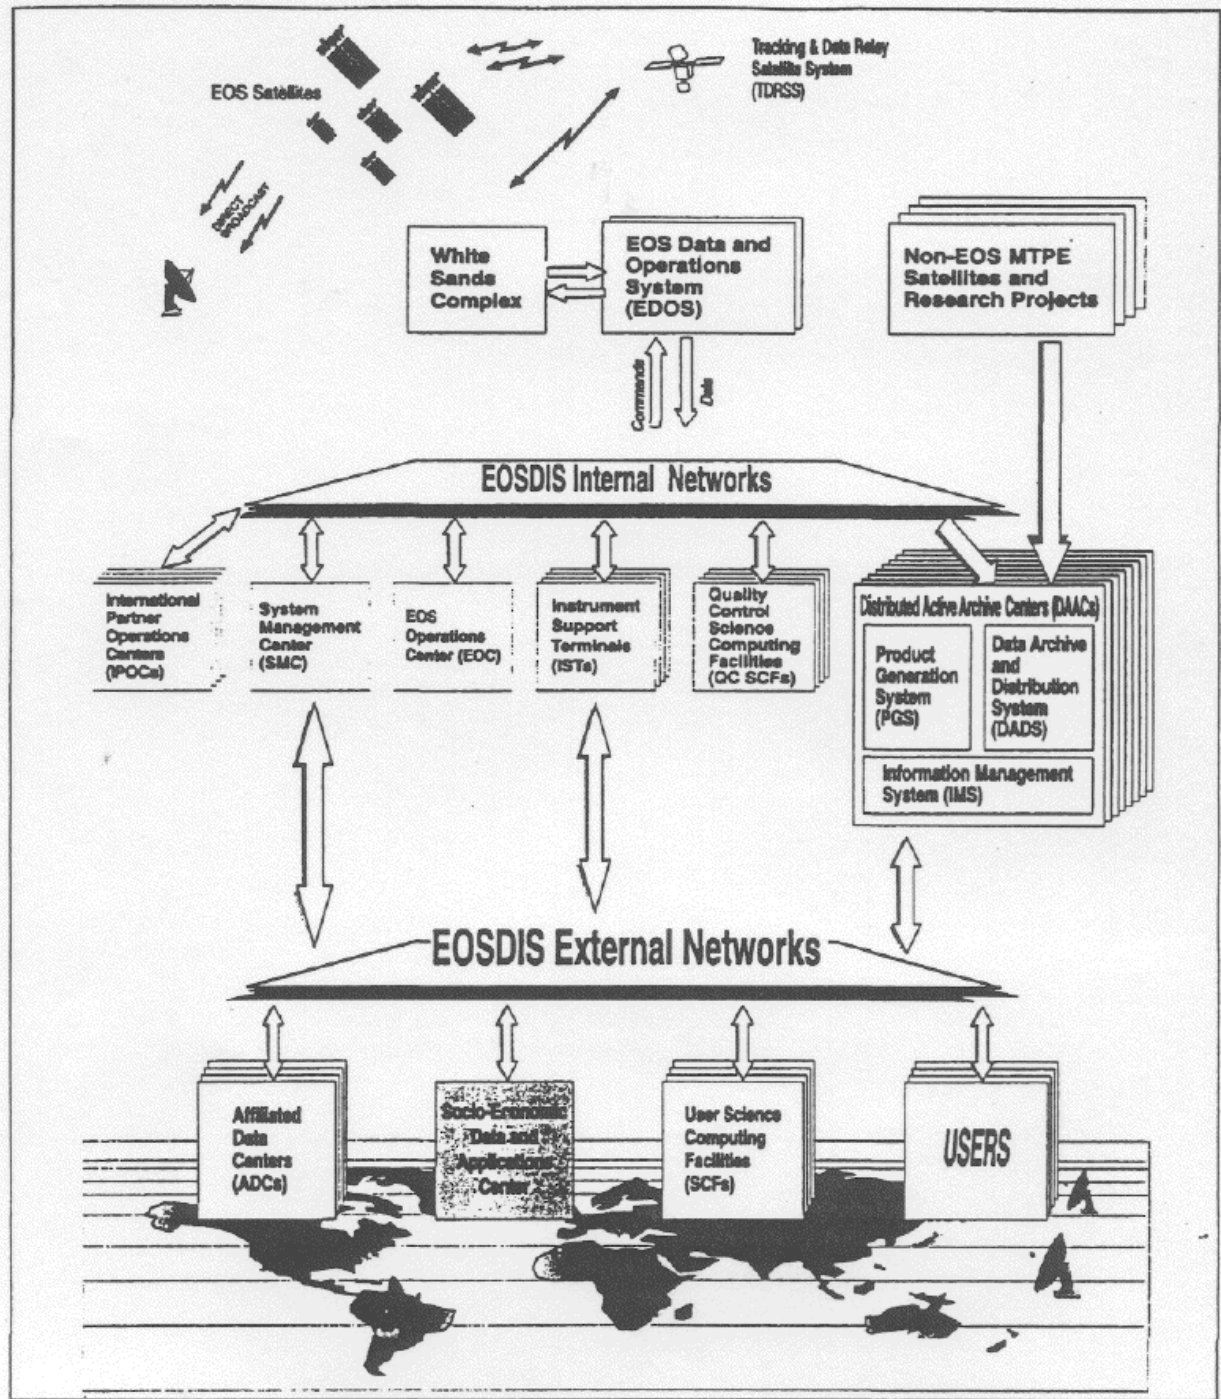 Tracking & Data Relay
Satellite System
(TDRSS)
EOS Satellites
DIRECT
BROADCAST
White
Sands
Complex
EOS Data and
Operations
System
(EDOS)
Non-EOS MTPE
Satellites and
Research Projects
Commands
Data
EOSDIS Internal Networks
International
Partner
Operations
Centers
(IPOCs)
System
Management
Center
(SMC)
EOS
Operations
Center (EOC)
Instrument
Support
Terminals
(ISTs)
Quality
Control
Science
Computing
Facilities
(QC SCFs)
Distributed Active Archive Centers (DAACs)
Product
Generation
System
(PGS)
Data Archive
and
Distribution
System
(DADS)
Information Management
System (IMS)
EOSDIS External Networks
Affiliated
Data
Centers
(ADCs)
Socio-Economic
Data and
Applications
Center
User Science
Computing
Facilities
(SCFs)
USERS